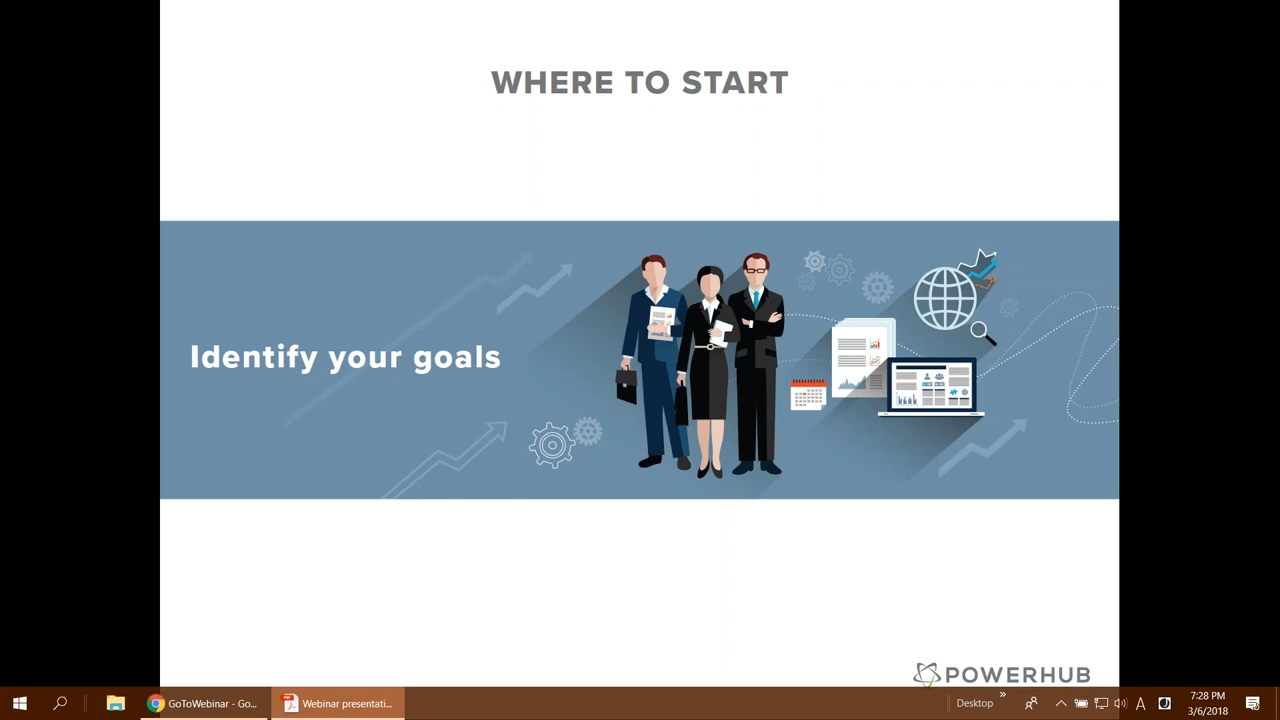 WHERE TO START
Identify your goals
POWERHUB
GoToWebinar - Go...
Webinar presentati...
Desktop
7:28 PM
3/6/2018